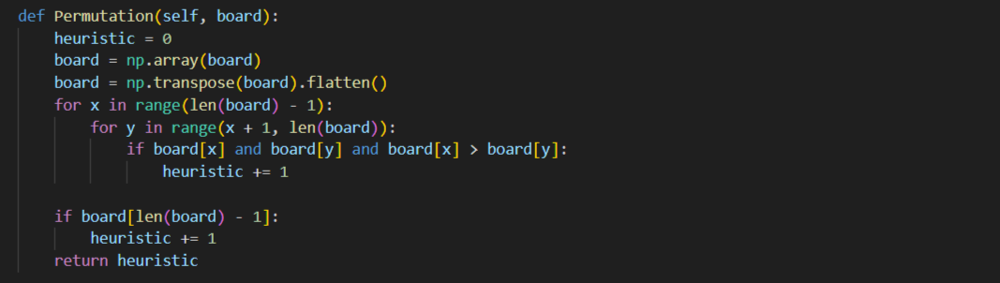 def Permutation(self, board):
    heuristic = 0
    board = np.array(board)
    board = np.transpose(board).flatten()
    for x in range(len(board) - 1):
        for y in range(x + 1, len(board)):
            if board[x] and board[y] and board[x] > board[y]:
                heuristic += 1

    if board[len(board) - 1]:
        heuristic += 1
    return heuristic